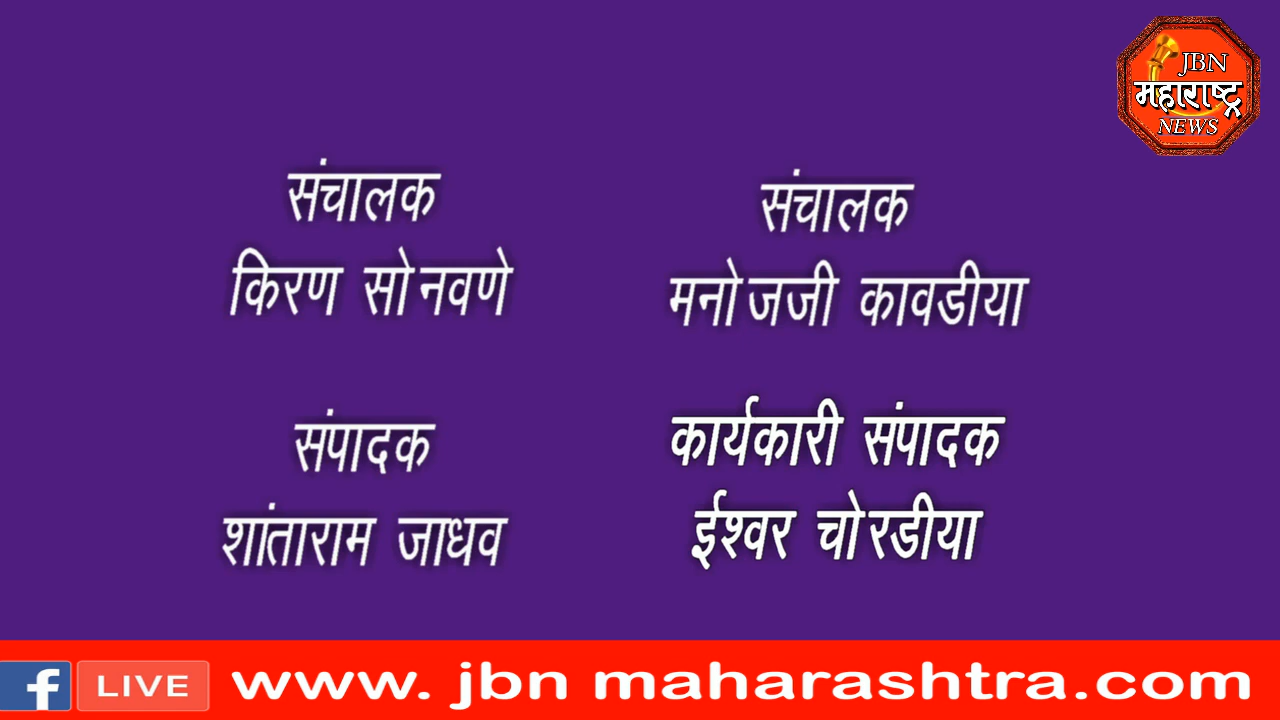 JBN
महाराष्ट्र
NEWS
संचालक
किरण सोनवणे
संचालक
मनोजजी कावडीया
संपादक
शांताराम जाधव
कार्यकारी संपादक
ईश्वर चोरडीया
f LIVE www. jbn maharashtra.com